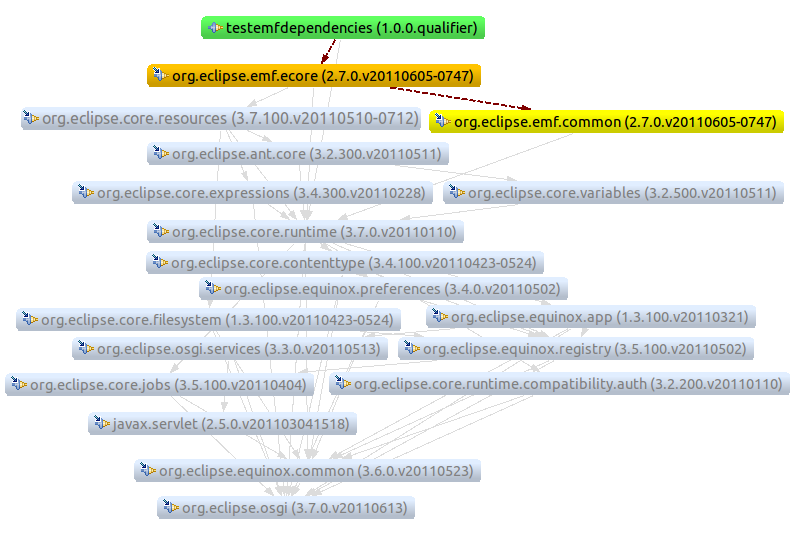 testemfdependencies (1.0.0.qualifier)
org.eclipse.emf.ecore (2.7.0.v20110605-0747)
org.eclipse.core.resources (3.7.100.v20110510-0712)
org.eclipse.emf.common (2.7.0.v20110605-0747)
org.eclipse.ant.core (3.2.300.v20110511)
org.eclipse.core.expressions (3.4.300.v20110228)
org.eclipse.core.variables (3.2.500.v20110511)
org.eclipse.core.runtime (3.7.0.v20110110)
org.eclipse.core.contenttype (3.4.100.v20110423-0524)
org.eclipse.equinox.preferences (3.4.0.v20110502)
org.eclipse.core.filesystem (1.3.100.v20110423-0524)
org.eclipse.equinox.app (1.3.100.v20110321)
org.eclipse.osgi.services (3.3.0.v20110513)
org.eclipse.equinox.registry (3.5.100.v20110502)
org.eclipse.core.jobs (3.5.100.v20110404)
org.eclipse.core.runtime.compatibility.auth (3.2.200.v20110110)
javax.servlet (2.5.0.v201103041518)
org.eclipse.equinox.common (3.6.0.v20110523)
org.eclipse.osgi (3.7.0.v20110613)